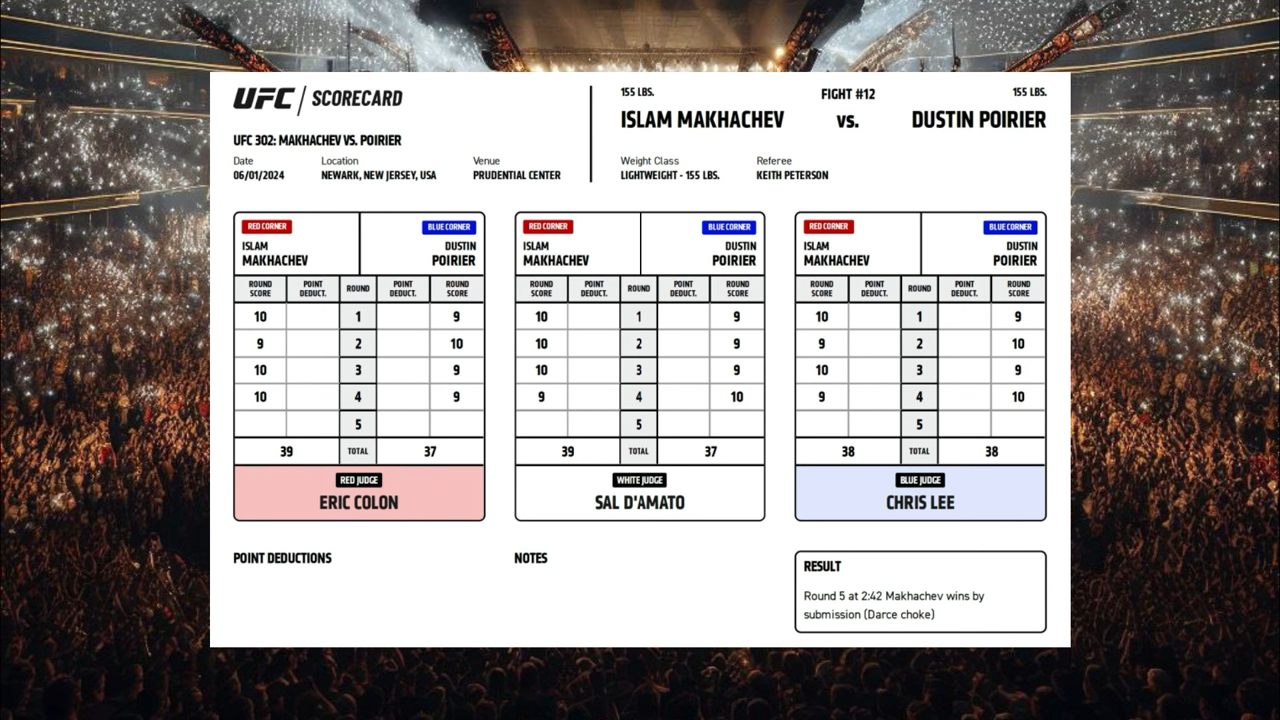 UFC / SCORECARD
UFC 302: MAKHACHEV VS. POIRIER
Date Location Venue
06/01/2024 NEWARK, NEW JERSEY, USA PRUDENTIAL CENTER
155 LBS. FIGHT #12 155 LBS.
ISLAM MAKHACHEV vs. DUSTIN POIRIER
Weight Class Referee
LIGHTWEIGHT - 155 LBS. KEITH PETERSON
RED CORNER BLUE CORNER
ISLAM DUSTIN
MAKHACHEV POIRIER
ROUND POINT ROUND POINT ROUND
SCORE DEDUCT. DEDUCT. SCORE
10 1 9
9 2 10
10 3 9
10 4 9
5
39 TOTAL 37
RED JUDGE
ERIC COLON
RED CORNER BLUE CORNER
ISLAM DUSTIN
MAKHACHEV POIRIER
ROUND POINT ROUND POINT ROUND
SCORE DEDUCT. DEDUCT. SCORE
10 1 9
10 2 9
10 3 9
9 4 10
5
39 TOTAL 37
WHITE JUDGE
SAL D'AMATO
RED CORNER BLUE CORNER
ISLAM DUSTIN
MAKHACHEV POIRIER
ROUND POINT ROUND POINT ROUND
SCORE DEDUCT. DEDUCT. SCORE
10 1 9
9 2 10
10 3 9
9 4 10
5
38 TOTAL 38
BLUE JUDGE
CHRIS LEE
POINT DEDUCTIONS
NOTES
RESULT
Round 5 at 2:42 Makhachev wins by
submission (Darce choke)